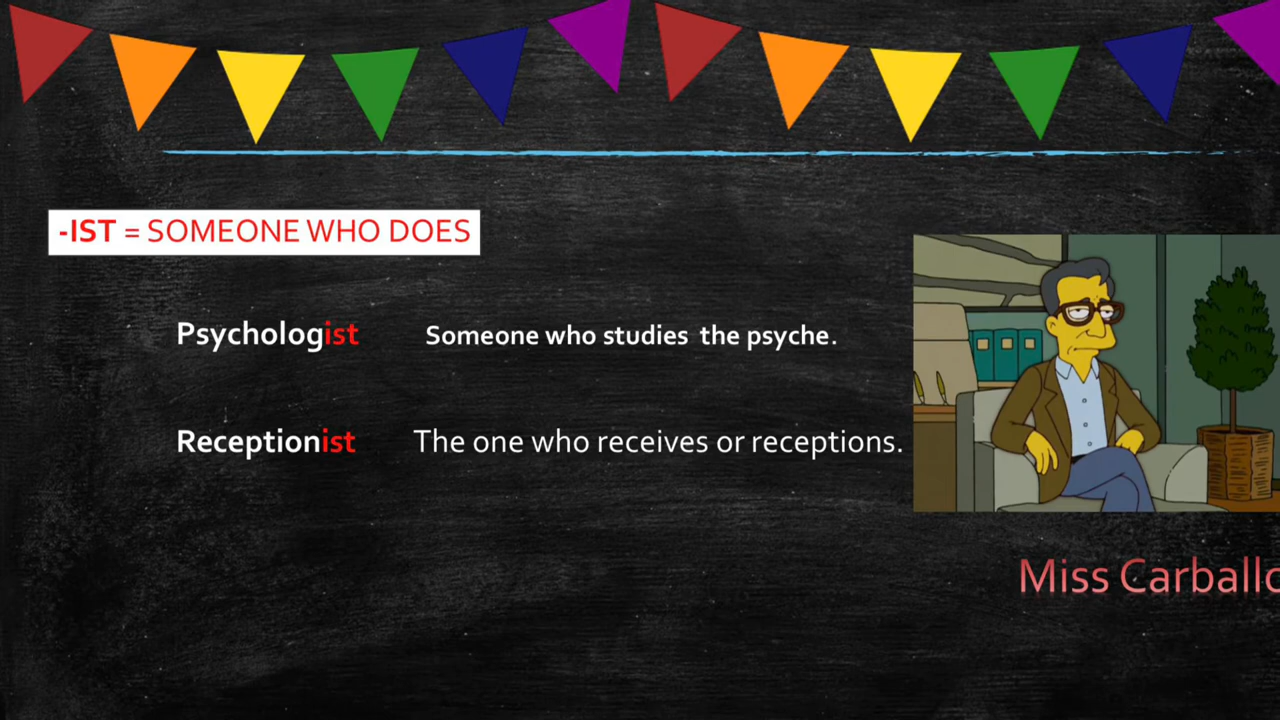 -IST = SOMEONE WHO DOES
Psychologist Someone who studies the psyche.
Receptionist The one who receives or receptions.
Miss Carballo